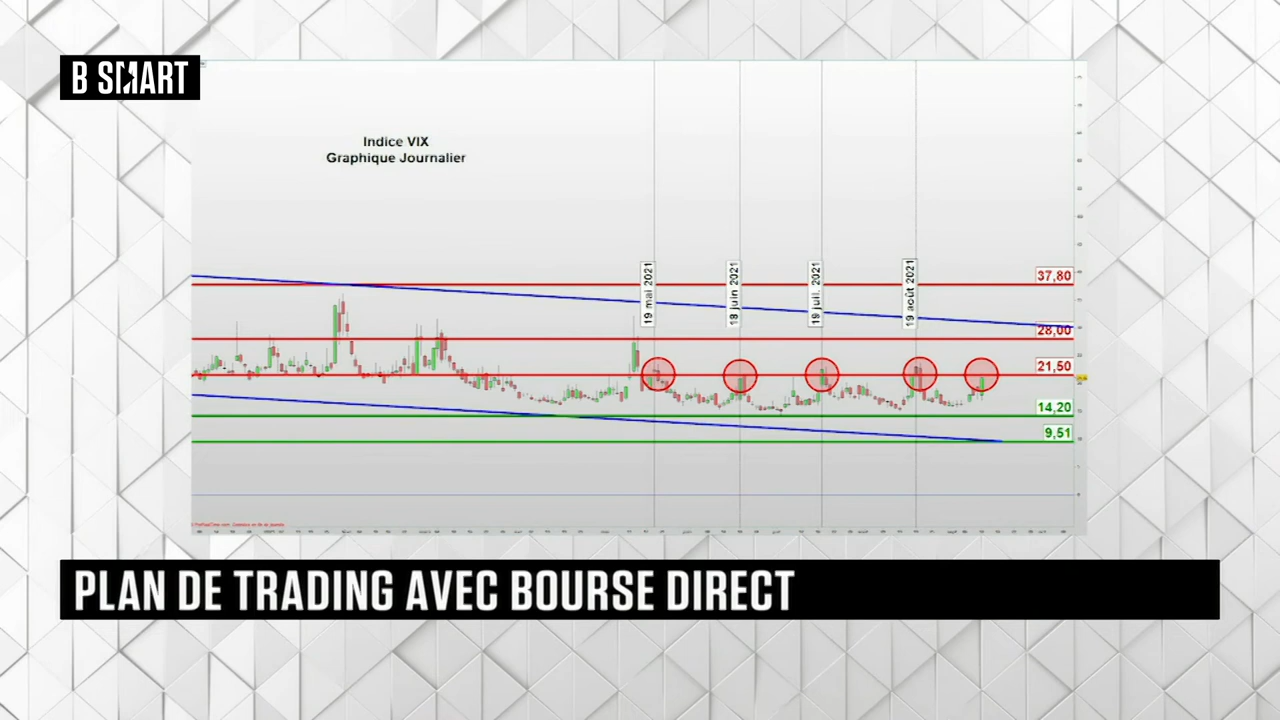 B SMART
Indice VIX
Graphique Journalier
19 mai 2021
18 juin 2021
19 juil. 2021
19 août 2021
37,80
28,00
21,50
14,20
9,51
PLAN DE TRADING AVEC BOURSE DIRECT